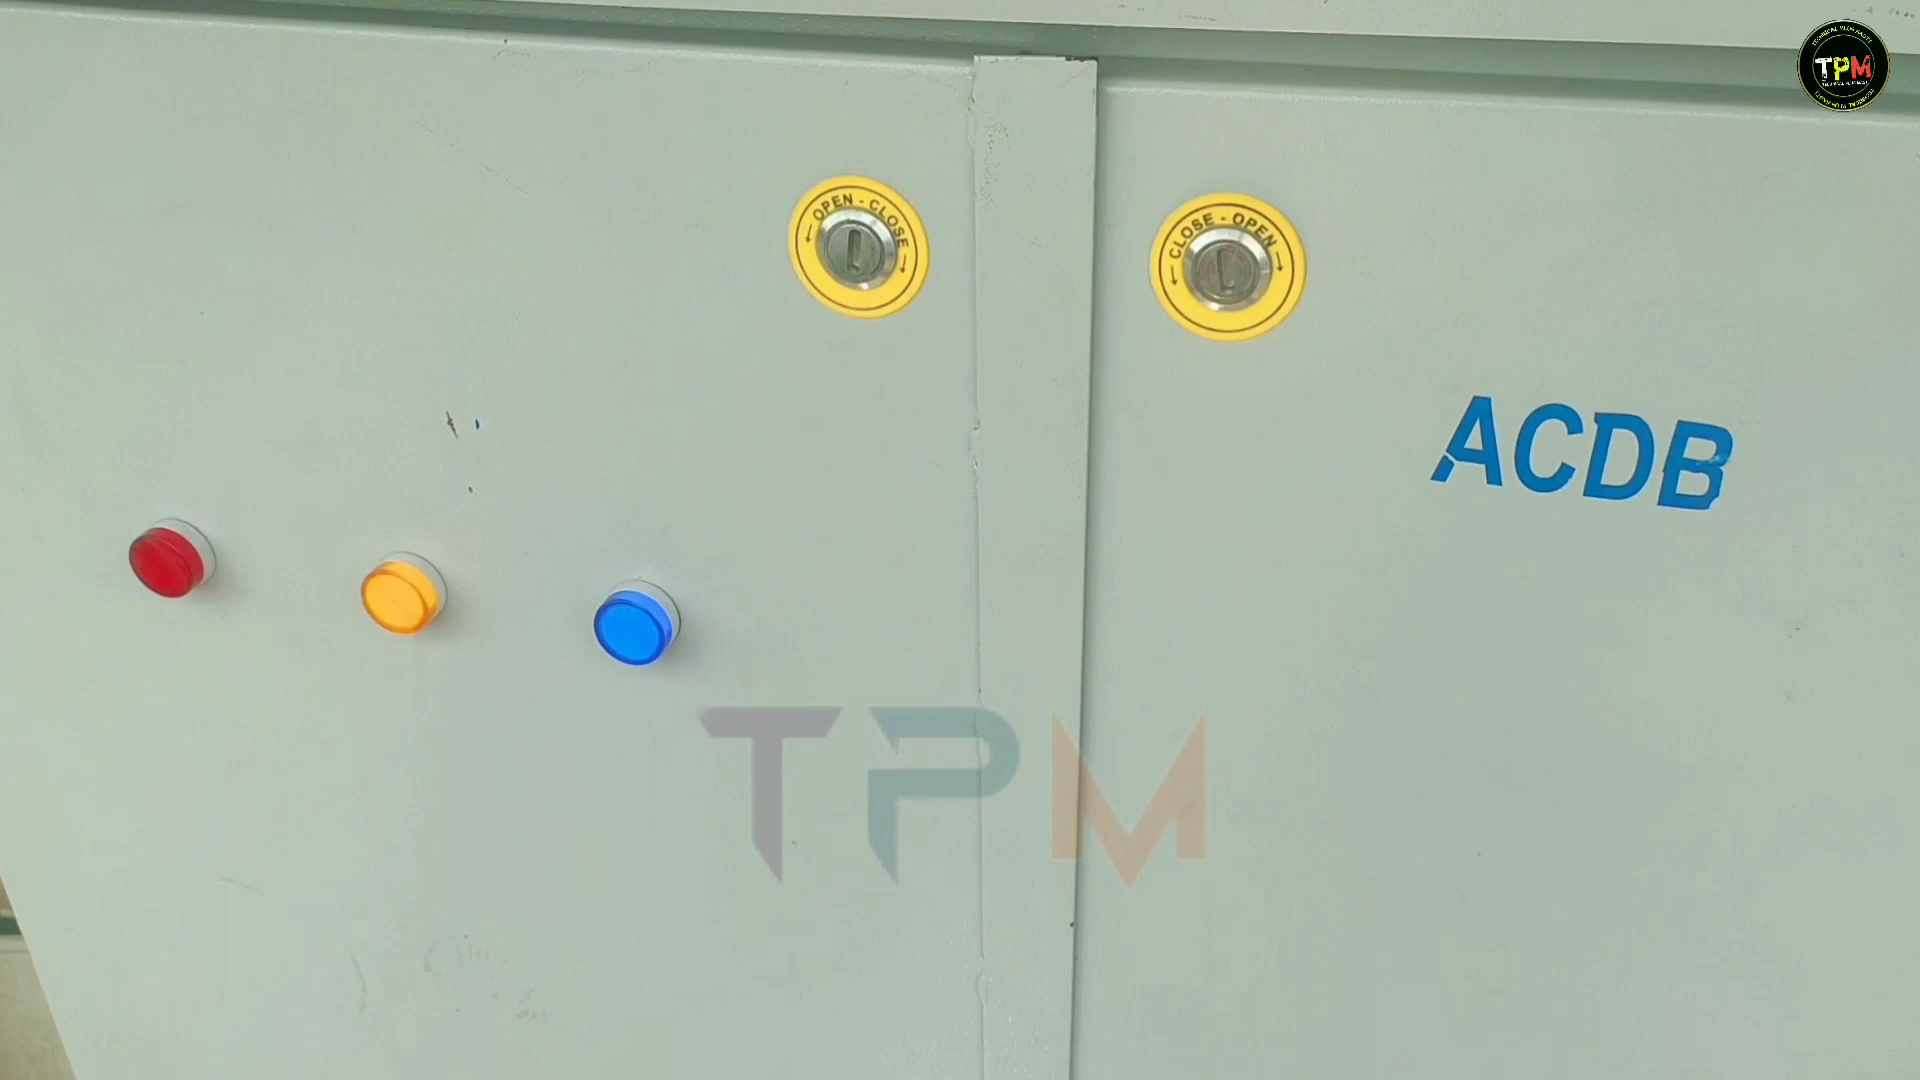 OPEN - CLOSE
CLOSE - OPEN
ACDB
TPM
TPM